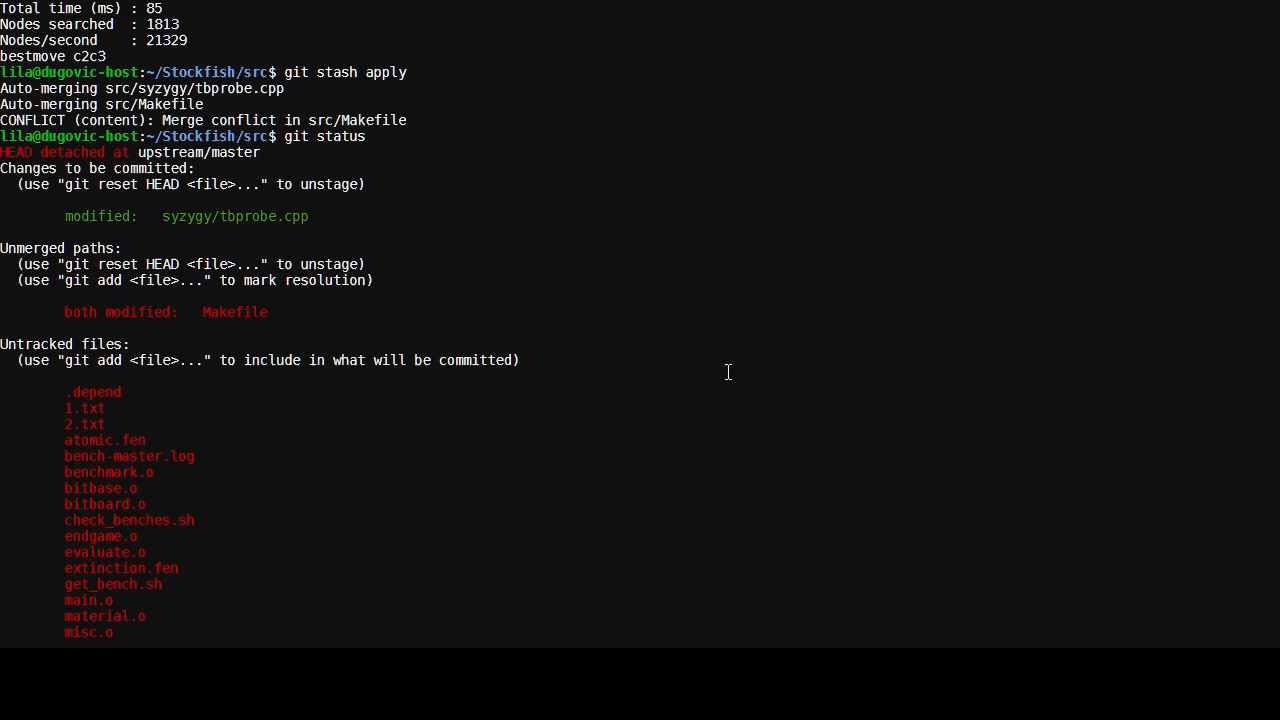 Total time (ms) : 85
Nodes searched  : 1813
Nodes/second    : 21329
bestmove c2c3
lila@dugovic-host:~/Stockfish/src$ git stash apply
Auto-merging src/syzygy/tbprobe.cpp
Auto-merging src/Makefile
CONFLICT (content): Merge conflict in src/Makefile
lila@dugovic-host:~/Stockfish/src$ git status
HEAD detached at upstream/master
Changes to be committed:
  (use "git reset HEAD <file>..." to unstage)
        modified:   syzygy/tbprobe.cpp
Unmerged paths:
  (use "git reset HEAD <file>..." to unstage)
  (use "git add <file>..." to mark resolution)
        both modified:   Makefile
Untracked files:
  (use "git add <file>..." to include in what will be committed)
        .depend
        1.txt
        2.txt
        atomic.fen
        bench-master.log
        benchmark.o
        bitbase.o
        bitboard.o
        check_benches.sh
        endgame.o
        evaluate.o
        extinction.fen
        get_bench.sh
        main.o
        material.o
        misc.o